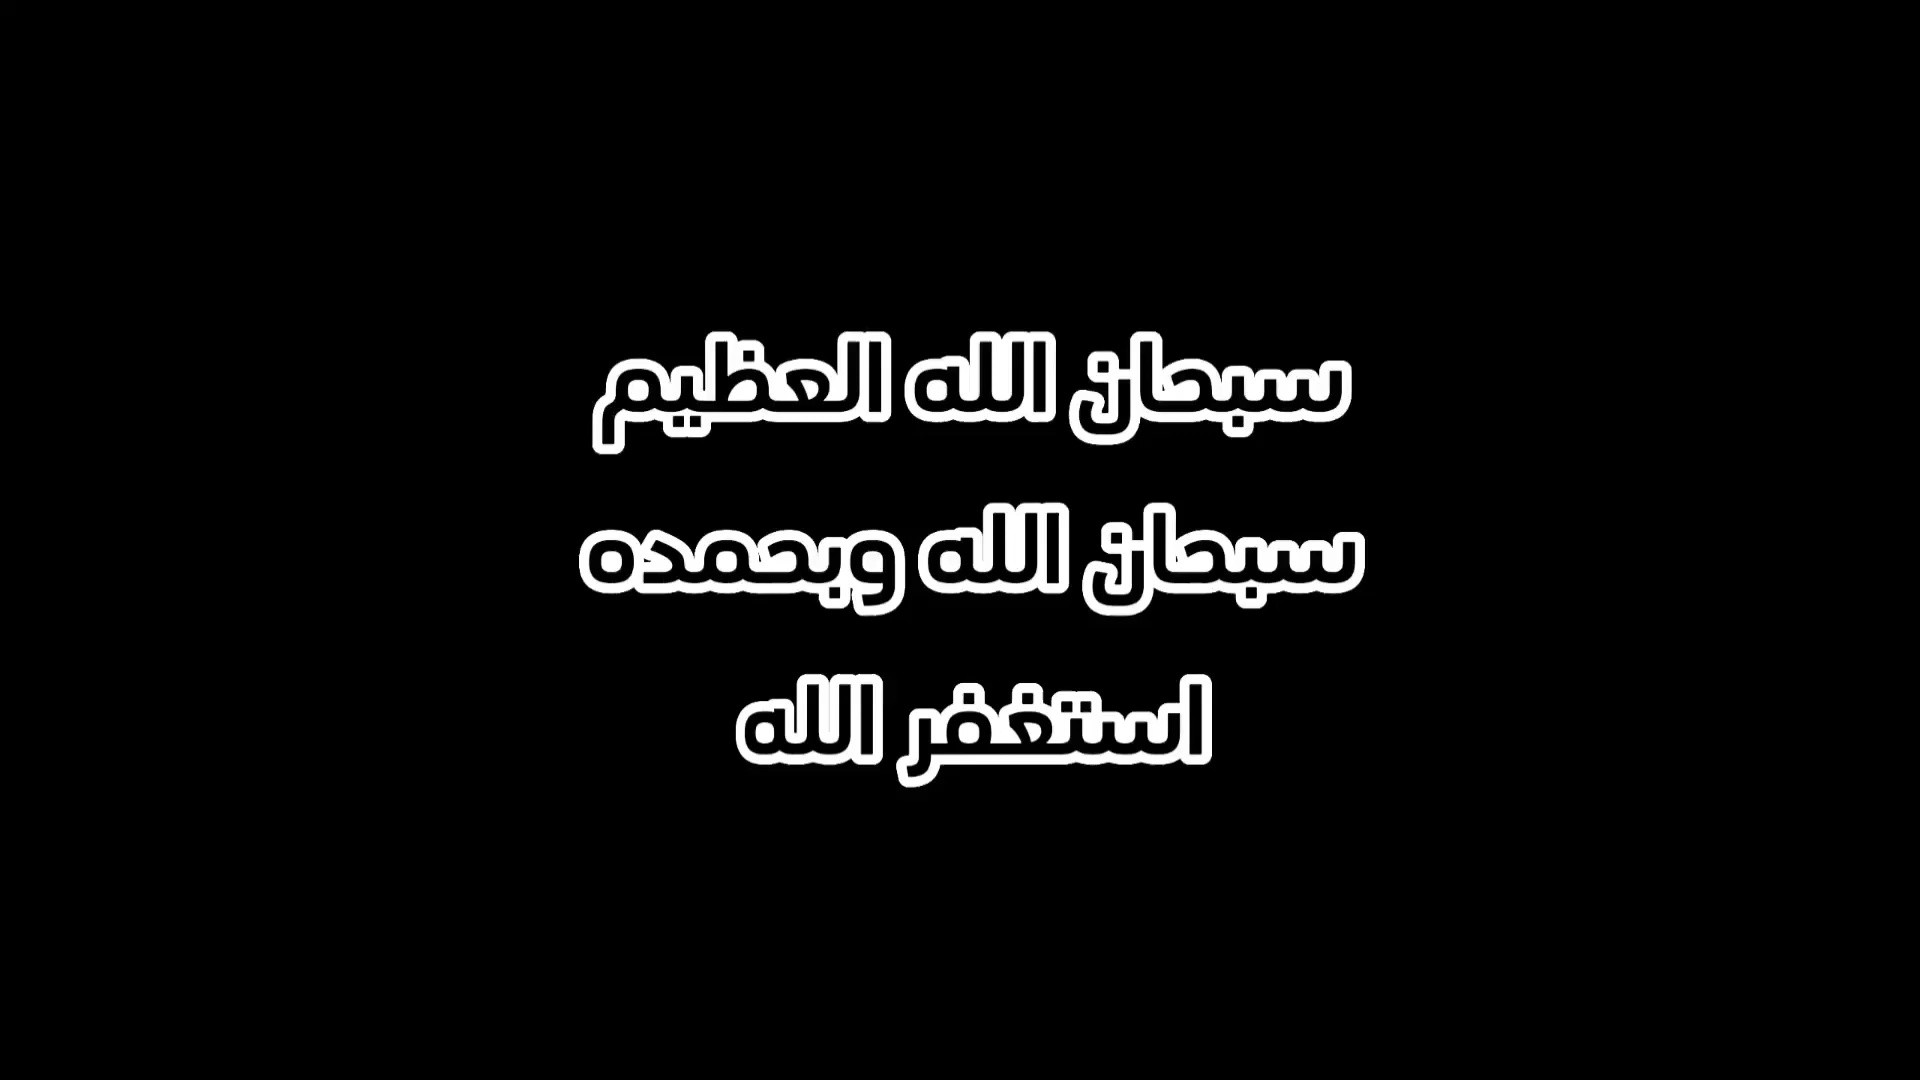 سبحان الله العظيم
سبحان الله وبحمده
استغفر الله